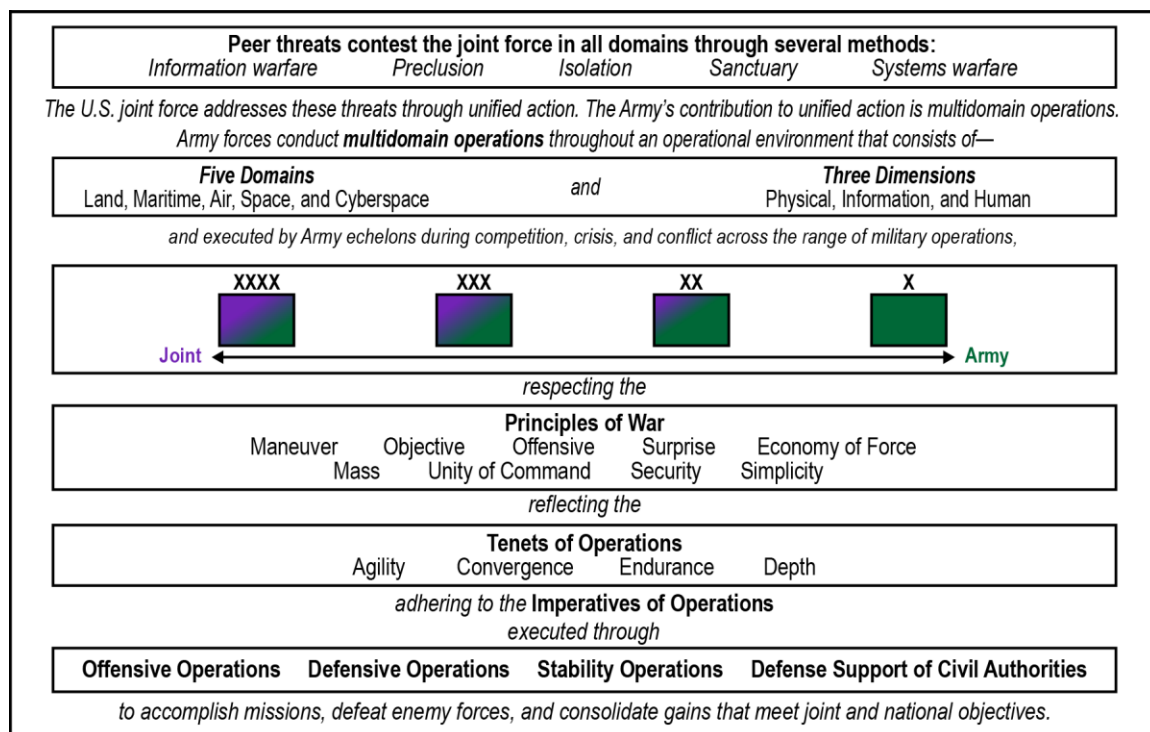 Peer threats contest the joint force in all domains through several methods:
Information warfare Preclusion Isolation Sanctuary Systems warfare
The U.S. joint force addresses these threats through unified action. The Army’s contribution to unified action is multidomain operations.
Army forces conduct multidomain operations throughout an operational environment that consists of—
Five Domains and Three Dimensions
Land, Maritime, Air, Space, and Cyberspace Physical, Information, and Human
and executed by Army echelons during competition, crisis, and conflict across the range of military operations,
XXXX XXX XX X
Joint Army
respecting the
Principles of War
Maneuver Objective Offensive Surprise Economy of Force
Mass Unity of Command Security Simplicity
reflecting the
Tenets of Operations
Agility Convergence Endurance Depth
adhering to the Imperatives of Operations
executed through
Offensive Operations Defensive Operations Stability Operations Defense Support of Civil Authorities
to accomplish missions, defeat enemy forces, and consolidate gains that meet joint and national objectives.